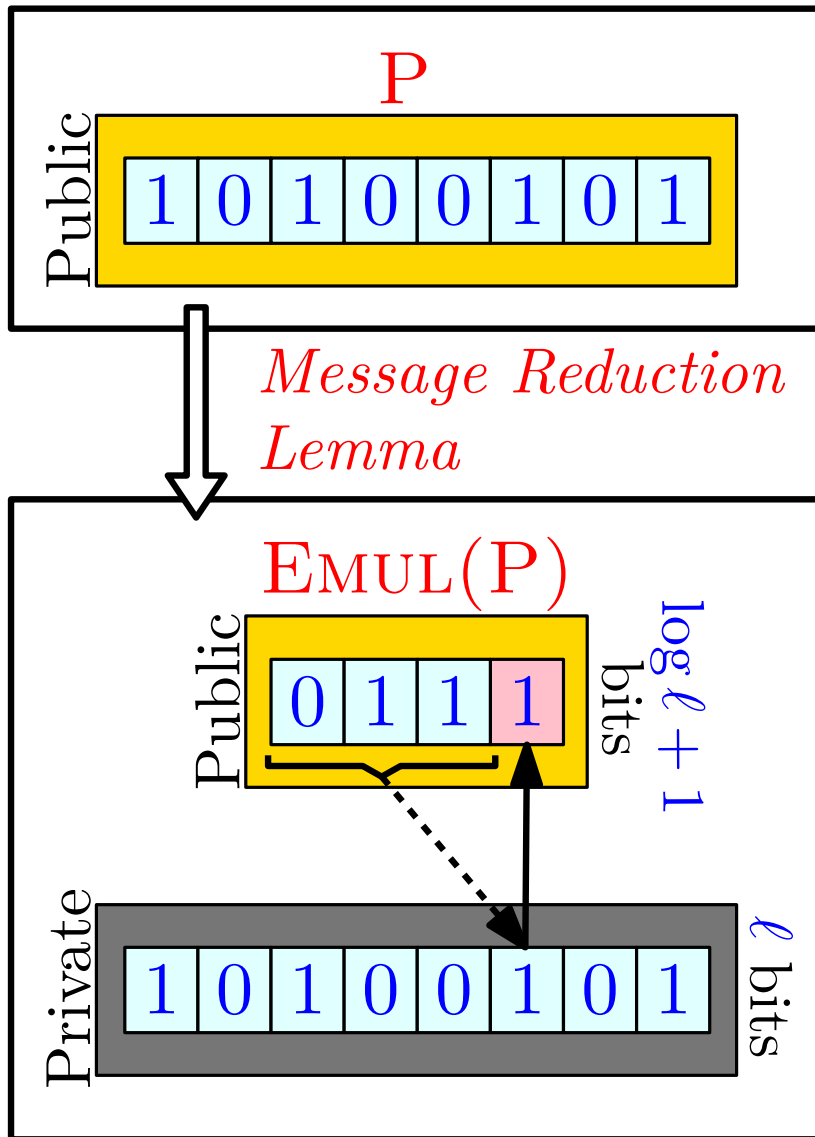 P
Public
1 0 1 0 0 1 0 1
Message Reduction
Lemma
EMUL(P)
Public
0 1 1 1
log ℓ + 1
bits
Private
1 0 1 0 0 1 0 1
ℓ bits